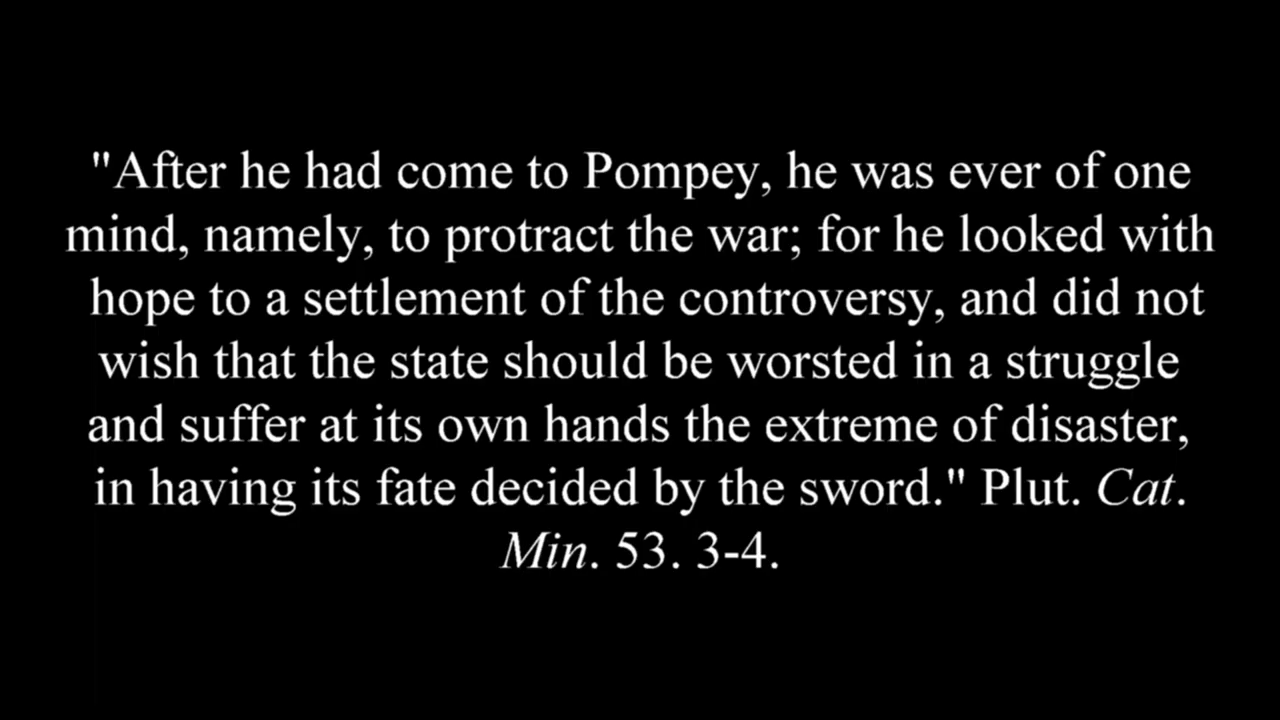 "After he had come to Pompey, he was ever of one
mind, namely, to protract the war; for he looked with
hope to a settlement of the controversy, and did not
wish that the state should be worsted in a struggle
and suffer at its own hands the extreme of disaster,
in having its fate decided by the sword." Plut. Cat.
Min. 53. 3-4.